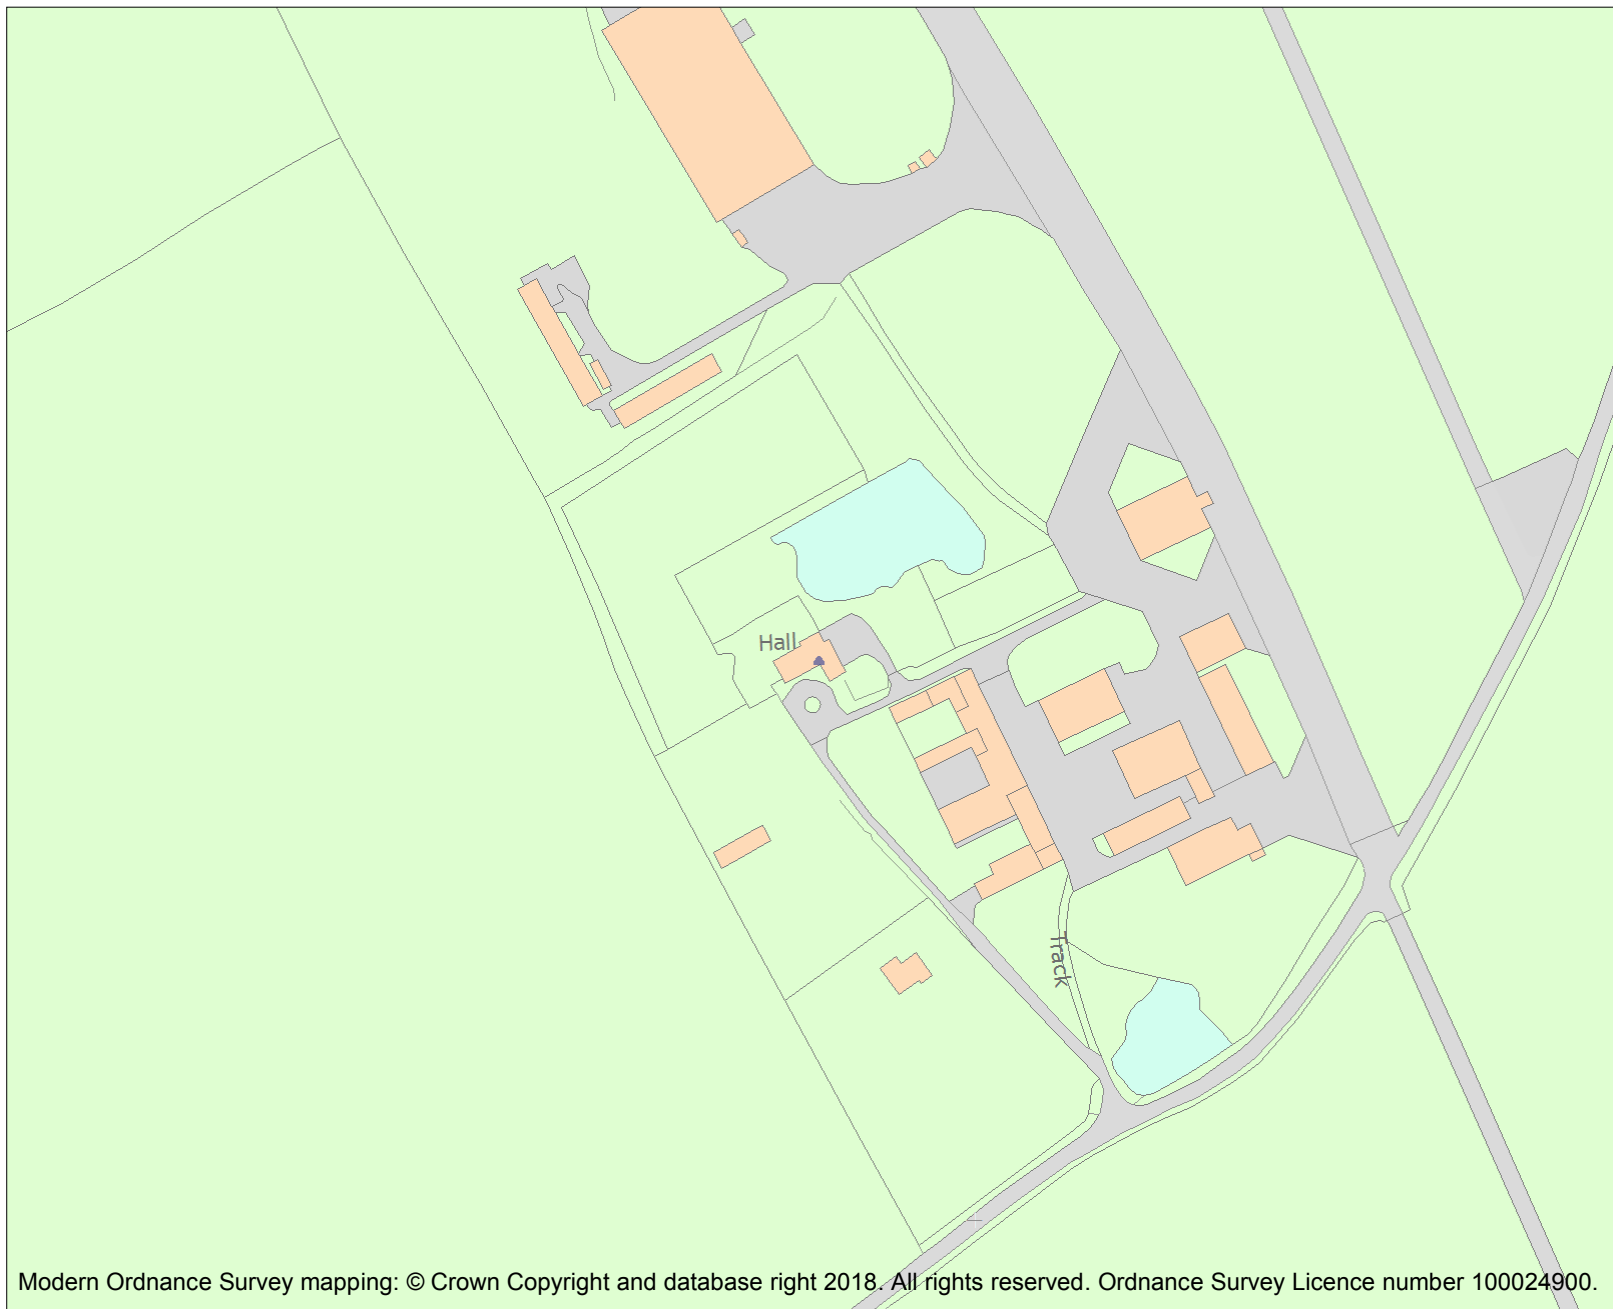 Hall
Track
Modern Ordnance Survey mapping: © Crown Copyright and database right 2018. All rights reserved. Ordnance Survey Licence number 100024900.